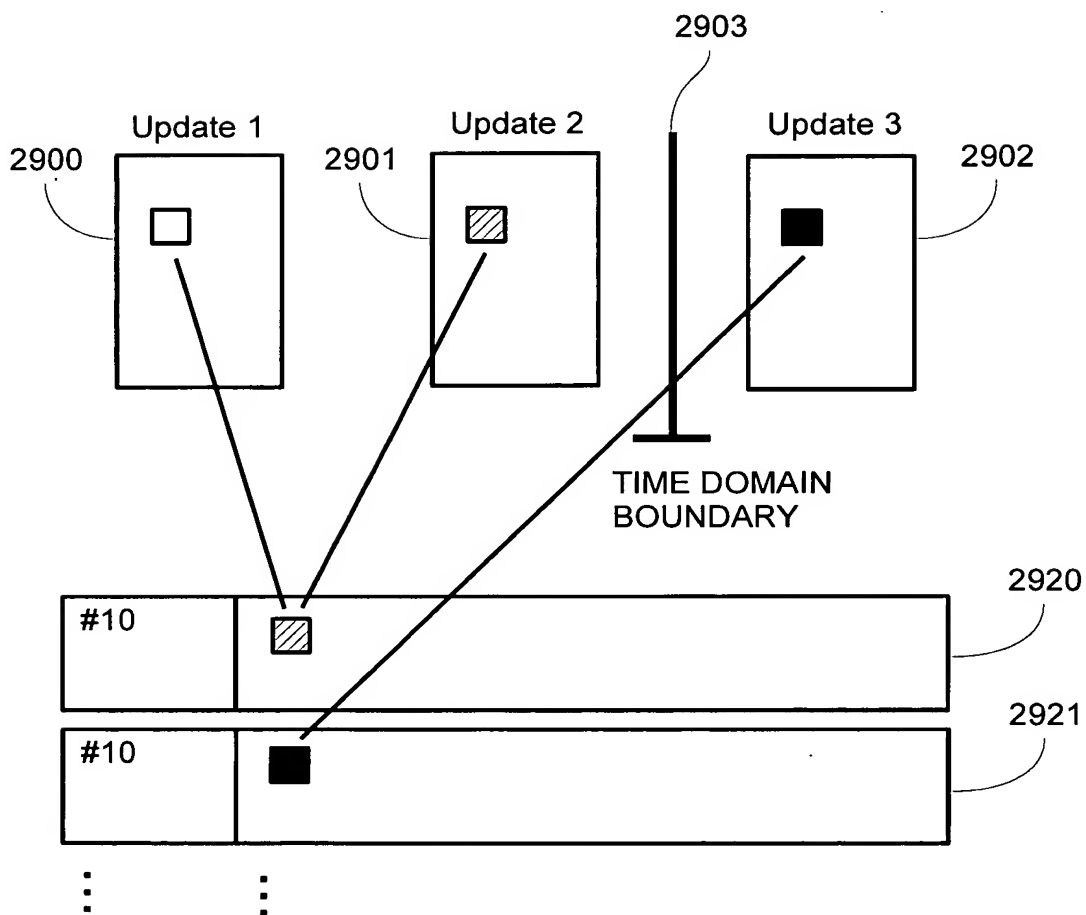 2903
Update 1
Update 2
Update 3
2900
2901
2902
TIME DOMAIN
BOUNDARY
#10
2920
#10
2921